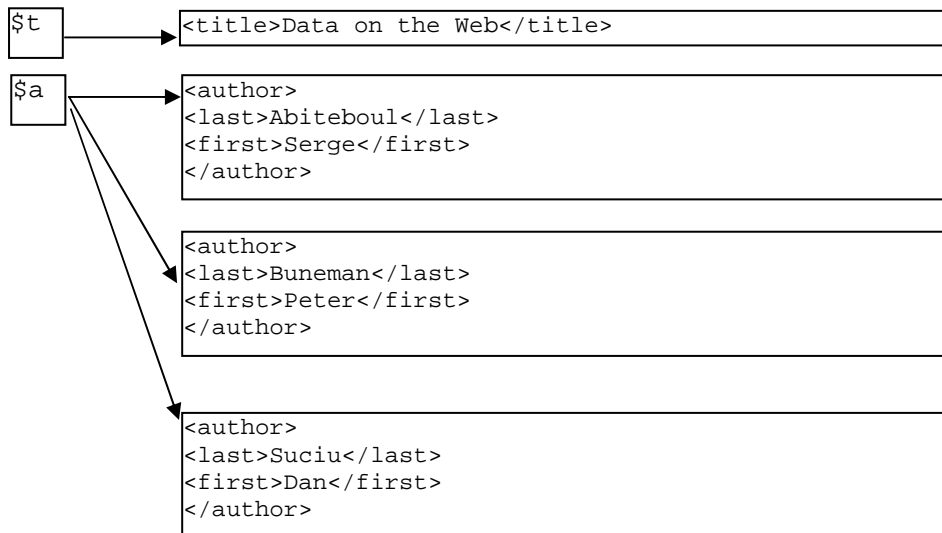 $t
<title>Data on the Web</title>
$a
<author>
<last>Abiteboul</last>
<first>Serge</first>
</author>
<author>
<last>Buneman</last>
<first>Peter</first>
</author>
<author>
<last>Suciu</last>
<first>Dan</first>
</author>